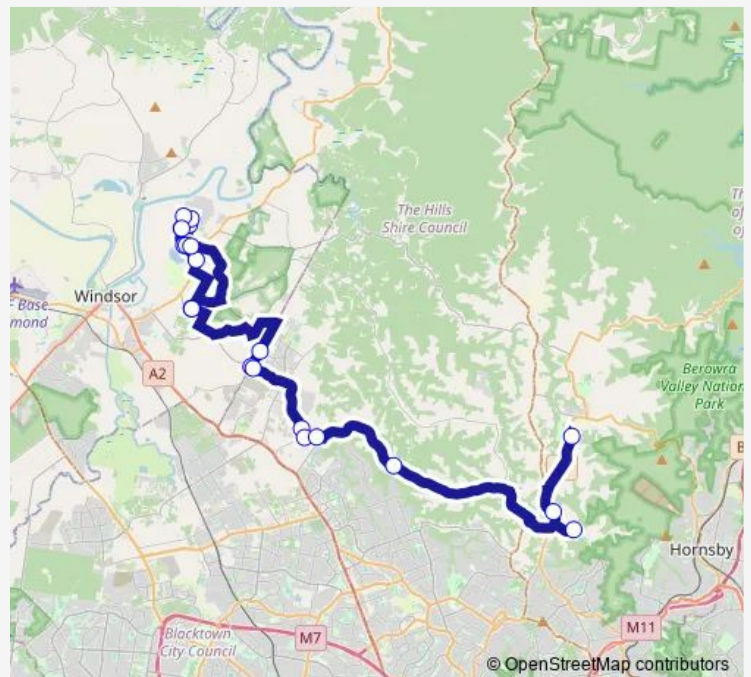 The Hills
Shire Council
Windsor
Base
mond
A2
Berowra
Valley Nation
Park
Hornsby
Blacktown
City Council
M7
M11
© OpenStreetMap contributors